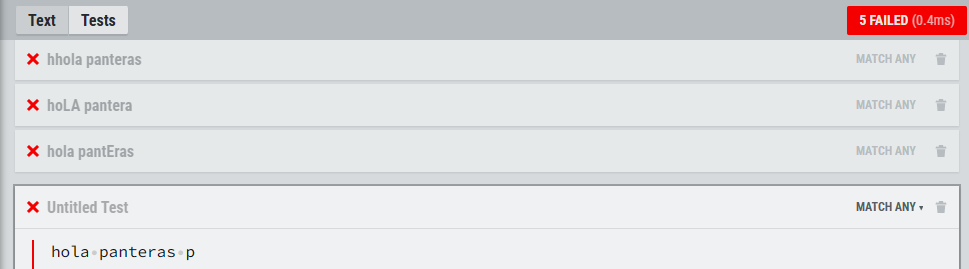 Text Tests 5 FAILED (0.4ms)
hhola panteras MATCH ANY
hoLA pantera MATCH ANY
hola pantEras MATCH ANY
Untitled Test MATCH ANY
hola panteras p